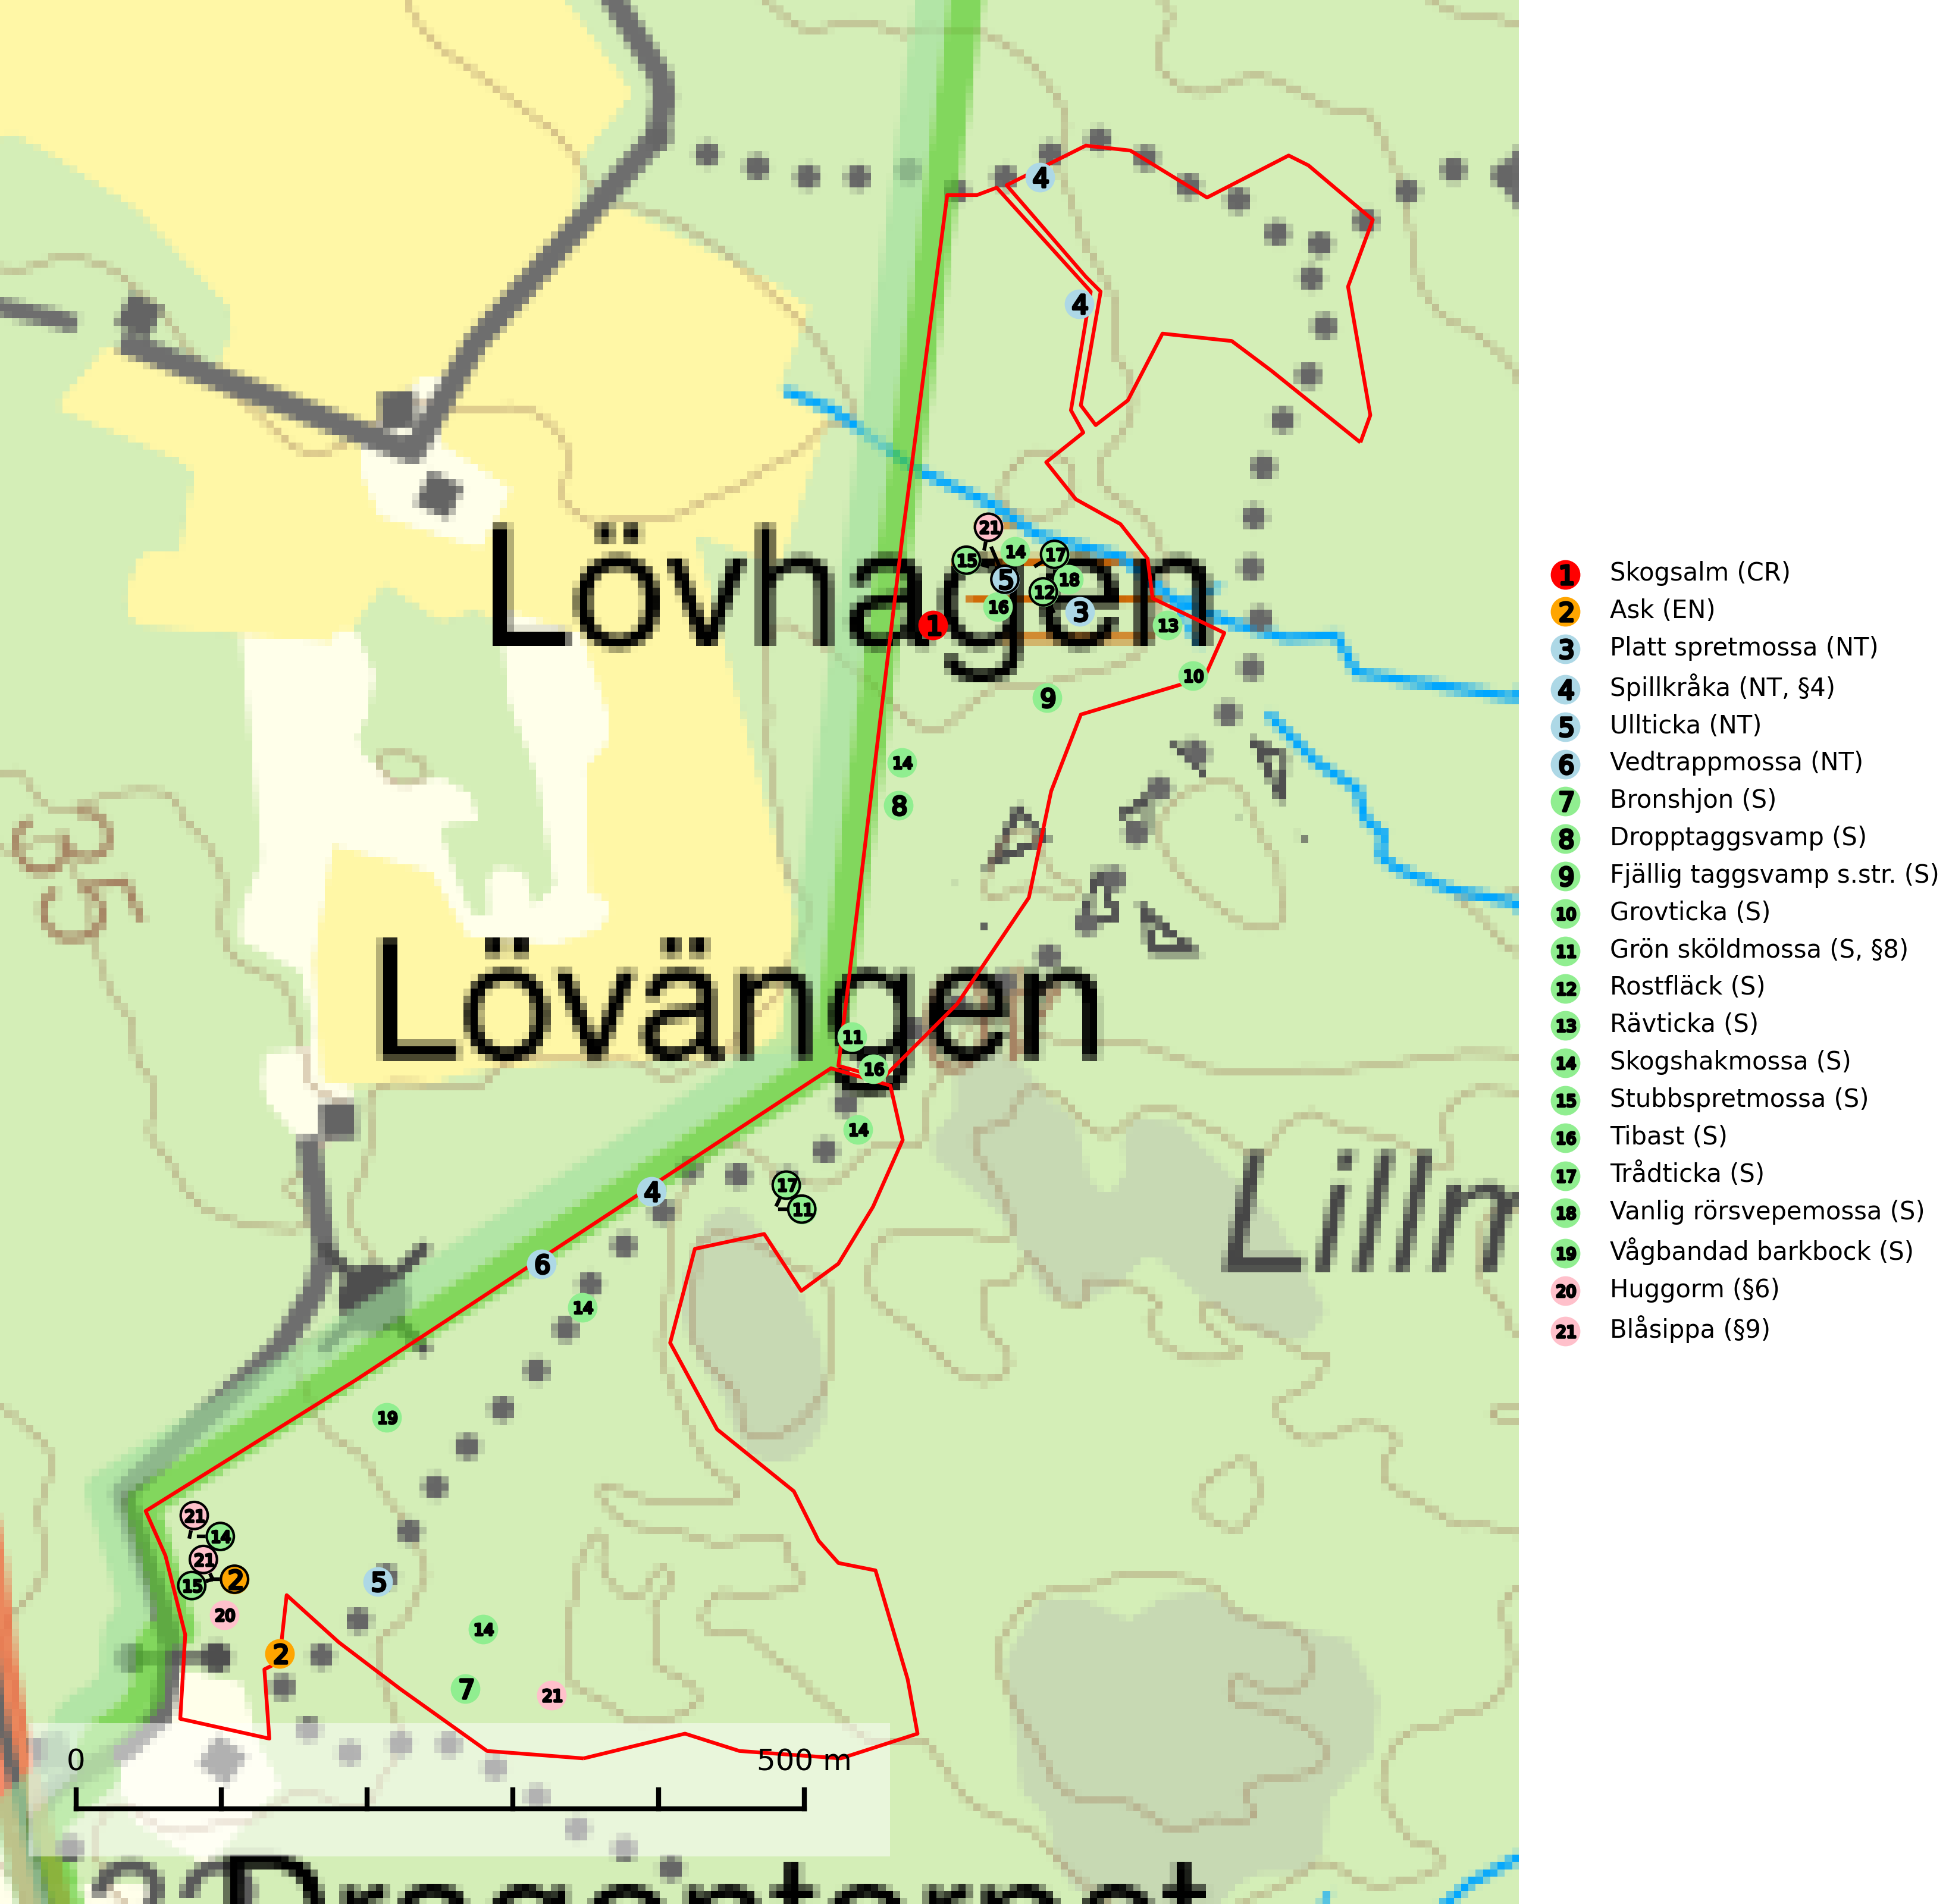 4
4
Lövhagen
21
15
14
17
5
18
12
16
3
1
13
10
9
14
8
65
Lövängen
11
16
14
Lilln
4
17
11
6
14
19
21
14
21
15
2
5
20
14
2
7
21
0
500 m
1 Skogsalm (CR)
2 Ask (EN)
3 Platt spretmossa (NT)
4 Spillkråka (NT, §4)
5 Ullticka (NT)
6 Vedtrappmossa (NT)
7 Bronshjon (S)
8 Dropptaggsvamp (S)
9 Fjällig taggsvamp s.str. (S)
10 Grovticka (S)
11 Grön sköldmossa (S, §8)
12 Rostfläck (S)
13 Rävticka (S)
14 Skogshakmossa (S)
15 Stubbspretmossa (S)
16 Tibast (S)
17 Trådticka (S)
18 Vanlig rörsvepemossa (S)
19 Vågbandad barkbock (S)
20 Huggorm (§6)
21 Blåsippa (§9)